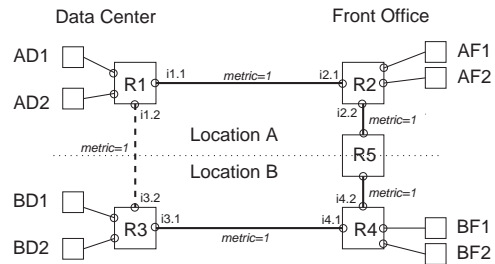 Data Center
Front Office
AD1
AF1
R1
i1.1
metric=1
i2.1
R2
AD2
AF2
i1.2
i2.2
metric=1
metric=1
Location A
R5
Location B
BD1
i3.2
i4.2
metric=1
R3
i3.1
metric=1
i4.1
R4
BF1
BD2
BF2